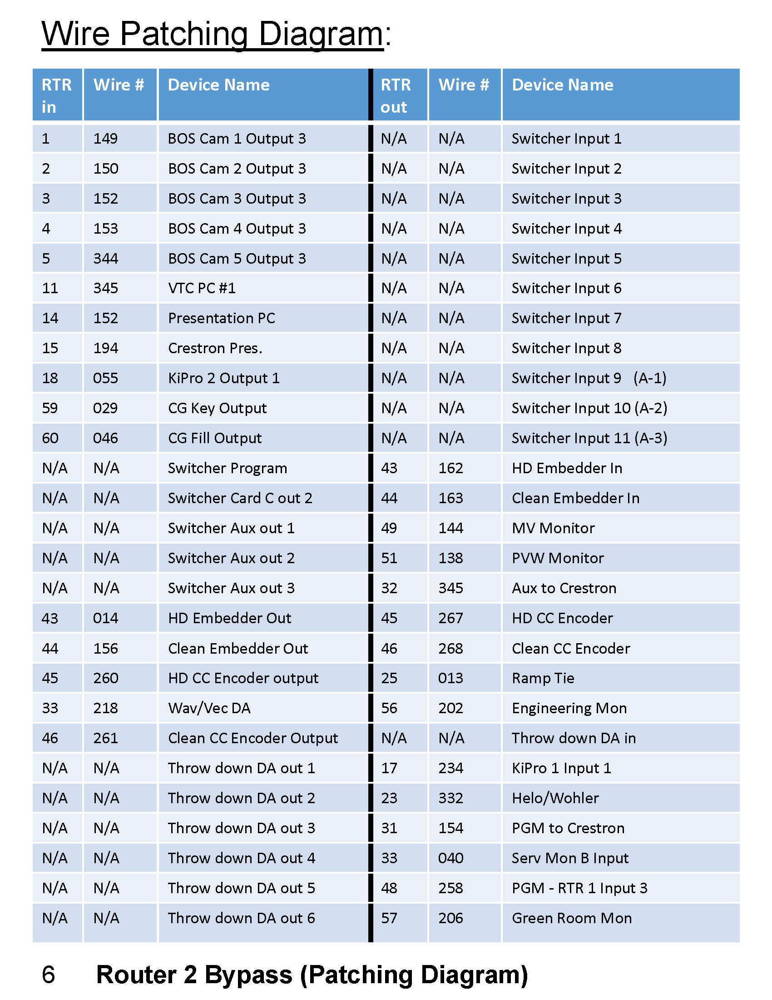 Wire Patching Diagram:
RTR in Wire # Device Name RTR out Wire # Device Name
1 149 BOS Cam 1 Output 3 N/A N/A Switcher Input 1
2 150 BOS Cam 2 Output 3 N/A N/A Switcher Input 2
3 152 BOS Cam 3 Output 3 N/A N/A Switcher Input 3
4 153 BOS Cam 4 Output 3 N/A N/A Switcher Input 4
5 344 BOS Cam 5 Output 3 N/A N/A Switcher Input 5
11 345 VTC PC #1 N/A N/A Switcher Input 6
14 152 Presentation PC N/A N/A Switcher Input 7
15 194 Crestron Pres. N/A N/A Switcher Input 8
18 055 KiPro 2 Output 1 N/A N/A Switcher Input 9 (A-1)
59 029 CG Key Output N/A N/A Switcher Input 10 (A-2)
60 046 CG Fill Output N/A N/A Switcher Input 11 (A-3)
N/A N/A Switcher Program 43 162 HD Embedder In
N/A N/A Switcher Card C out 2 44 163 Clean Embedder In
N/A N/A Switcher Aux out 1 49 144 MV Monitor
N/A N/A Switcher Aux out 2 51 138 PVW Monitor
N/A N/A Switcher Aux out 3 32 345 Aux to Crestron
43 014 HD Embedder Out 45 267 HD CC Encoder
44 156 Clean Embedder Out 46 268 Clean CC Encoder
45 260 HD CC Encoder output 25 013 Ramp Tie
33 218 Wav/Vec DA 56 202 Engineering Mon
46 261 Clean CC Encoder Output N/A N/A Throw down DA in
N/A N/A Throw down DA out 1 17 234 KiPro 1 Input 1
N/A N/A Throw down DA out 2 23 332 Helo/Wohler
N/A N/A Throw down DA out 3 31 154 PGM to Crestron
N/A N/A Throw down DA out 4 33 040 Serv Mon B Input
N/A N/A Throw down DA out 5 48 258 PGM - RTR 1 Input 3
N/A N/A Throw down DA out 6 57 206 Green Room Mon
6 Router 2 Bypass (Patching Diagram)